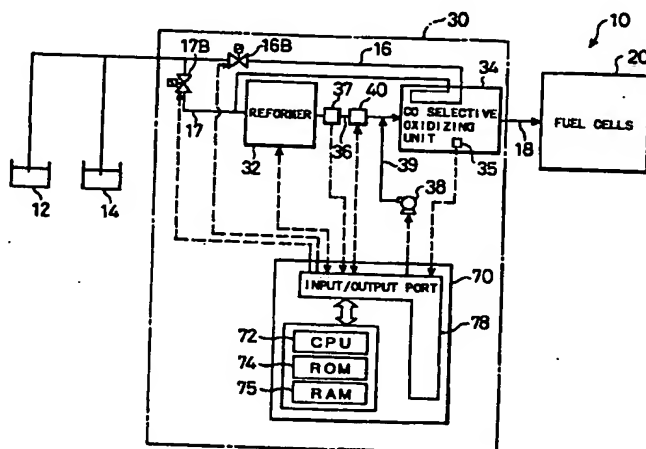 30
10
17B
16B
16
34
20
37
40
REFORMER
CO SELECTIVE
OXIDIZING
UNIT
35
FUEL CELLS
17
32
36
39
18
38
12
14
INPUT/OUTPUT PORT
70
78
72
CPU
74
ROM
75
RAM